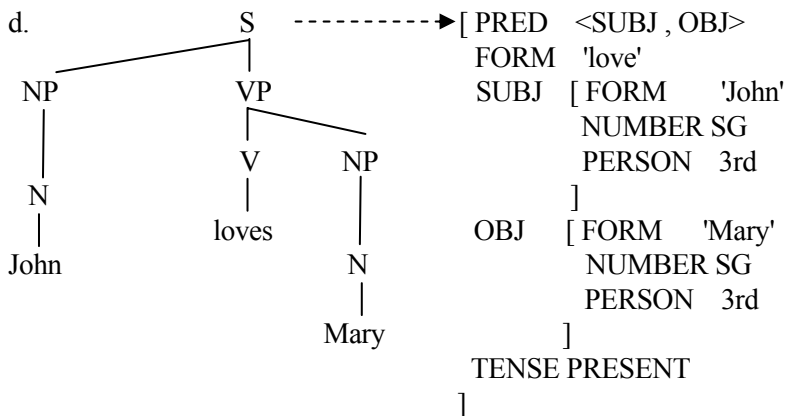 d. S [ PRED <SUBJ , OBJ>
FORM 'love'
NP VP SUBJ [ FORM 'John'
NUMBER SG
V NP PERSON 3rd
N ]
loves OBJ [ FORM 'Mary'
John N NUMBER SG
PERSON 3rd
Mary ]
TENSE PRESENT
]